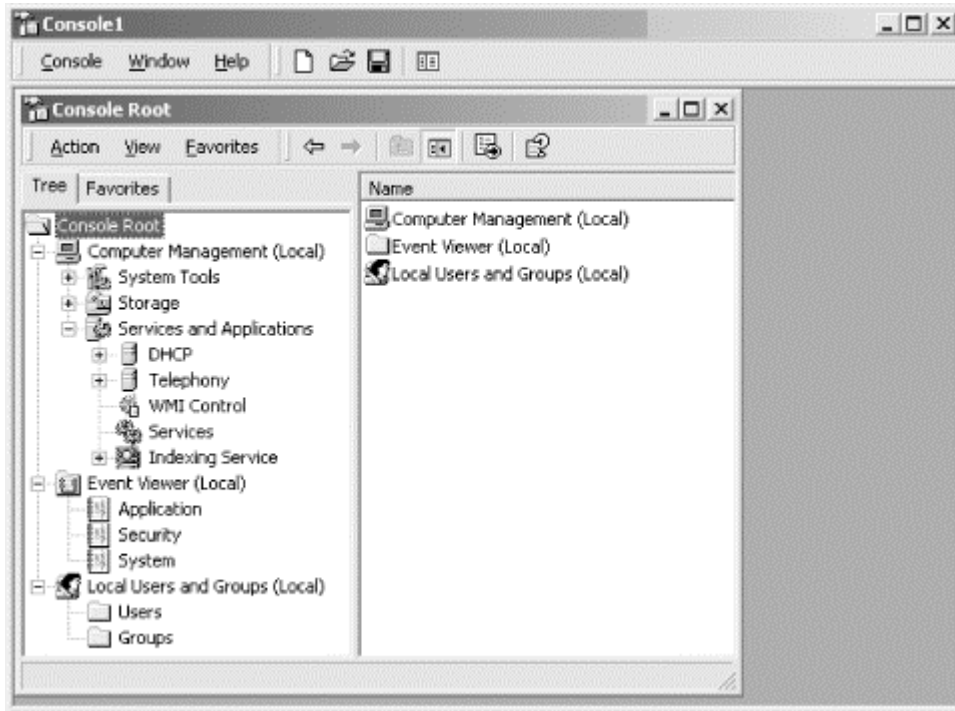 Console1
Console Window Help
Console Root
Action View Favorites
Tree Favorites
Name
Console Root
Computer Management (Local)
System Tools
Storage
Services and Applications
DHCP
Telephony
WMI Control
Services
Indexing Service
Event Viewer (Local)
Application
Security
System
Local Users and Groups (Local)
Users
Groups
Computer Management (Local)
Event Viewer (Local)
Local Users and Groups (Local)